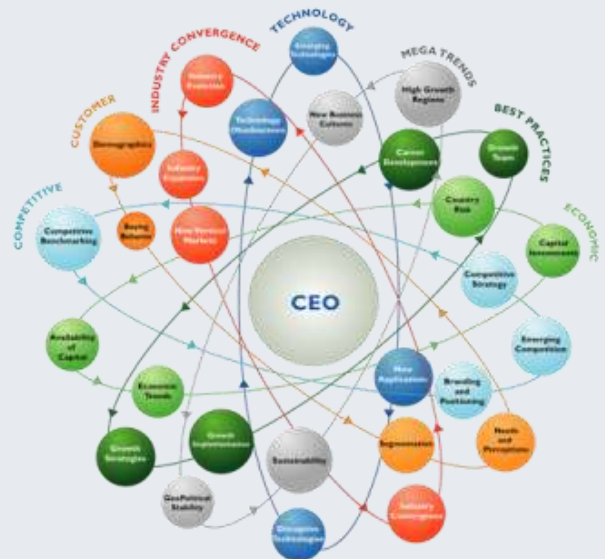 TECHNOLOGY
INDUSTRY CONVERGENCE
MEGA TRENDS
CUSTOMER
BEST PRACTICES
COMPETITIVE
ECONOMIC
Emerging
Technologies
Industry
Evolution
High Growth
Regions
New Business
Cultures
Technology
Obsolescence
Demographics
Career
Development
Growth
Team
Industry
Expansion
Country
Risk
Buying
Behavior
New Vertical
Markets
Competitive
Benchmarking
Capital
Investments
Competitive
Strategy
CEO
Availability
of
Capital
Emerging
Competition
Economic
Trends
New
Applications
Branding
and
Positioning
Growth
Strategies
Growth
Implementation
Segmentation
Needs
and
Perceptions
Sustainability
GeoPolitical
Stability
Industry
Convergence
Disruptive
Technologies